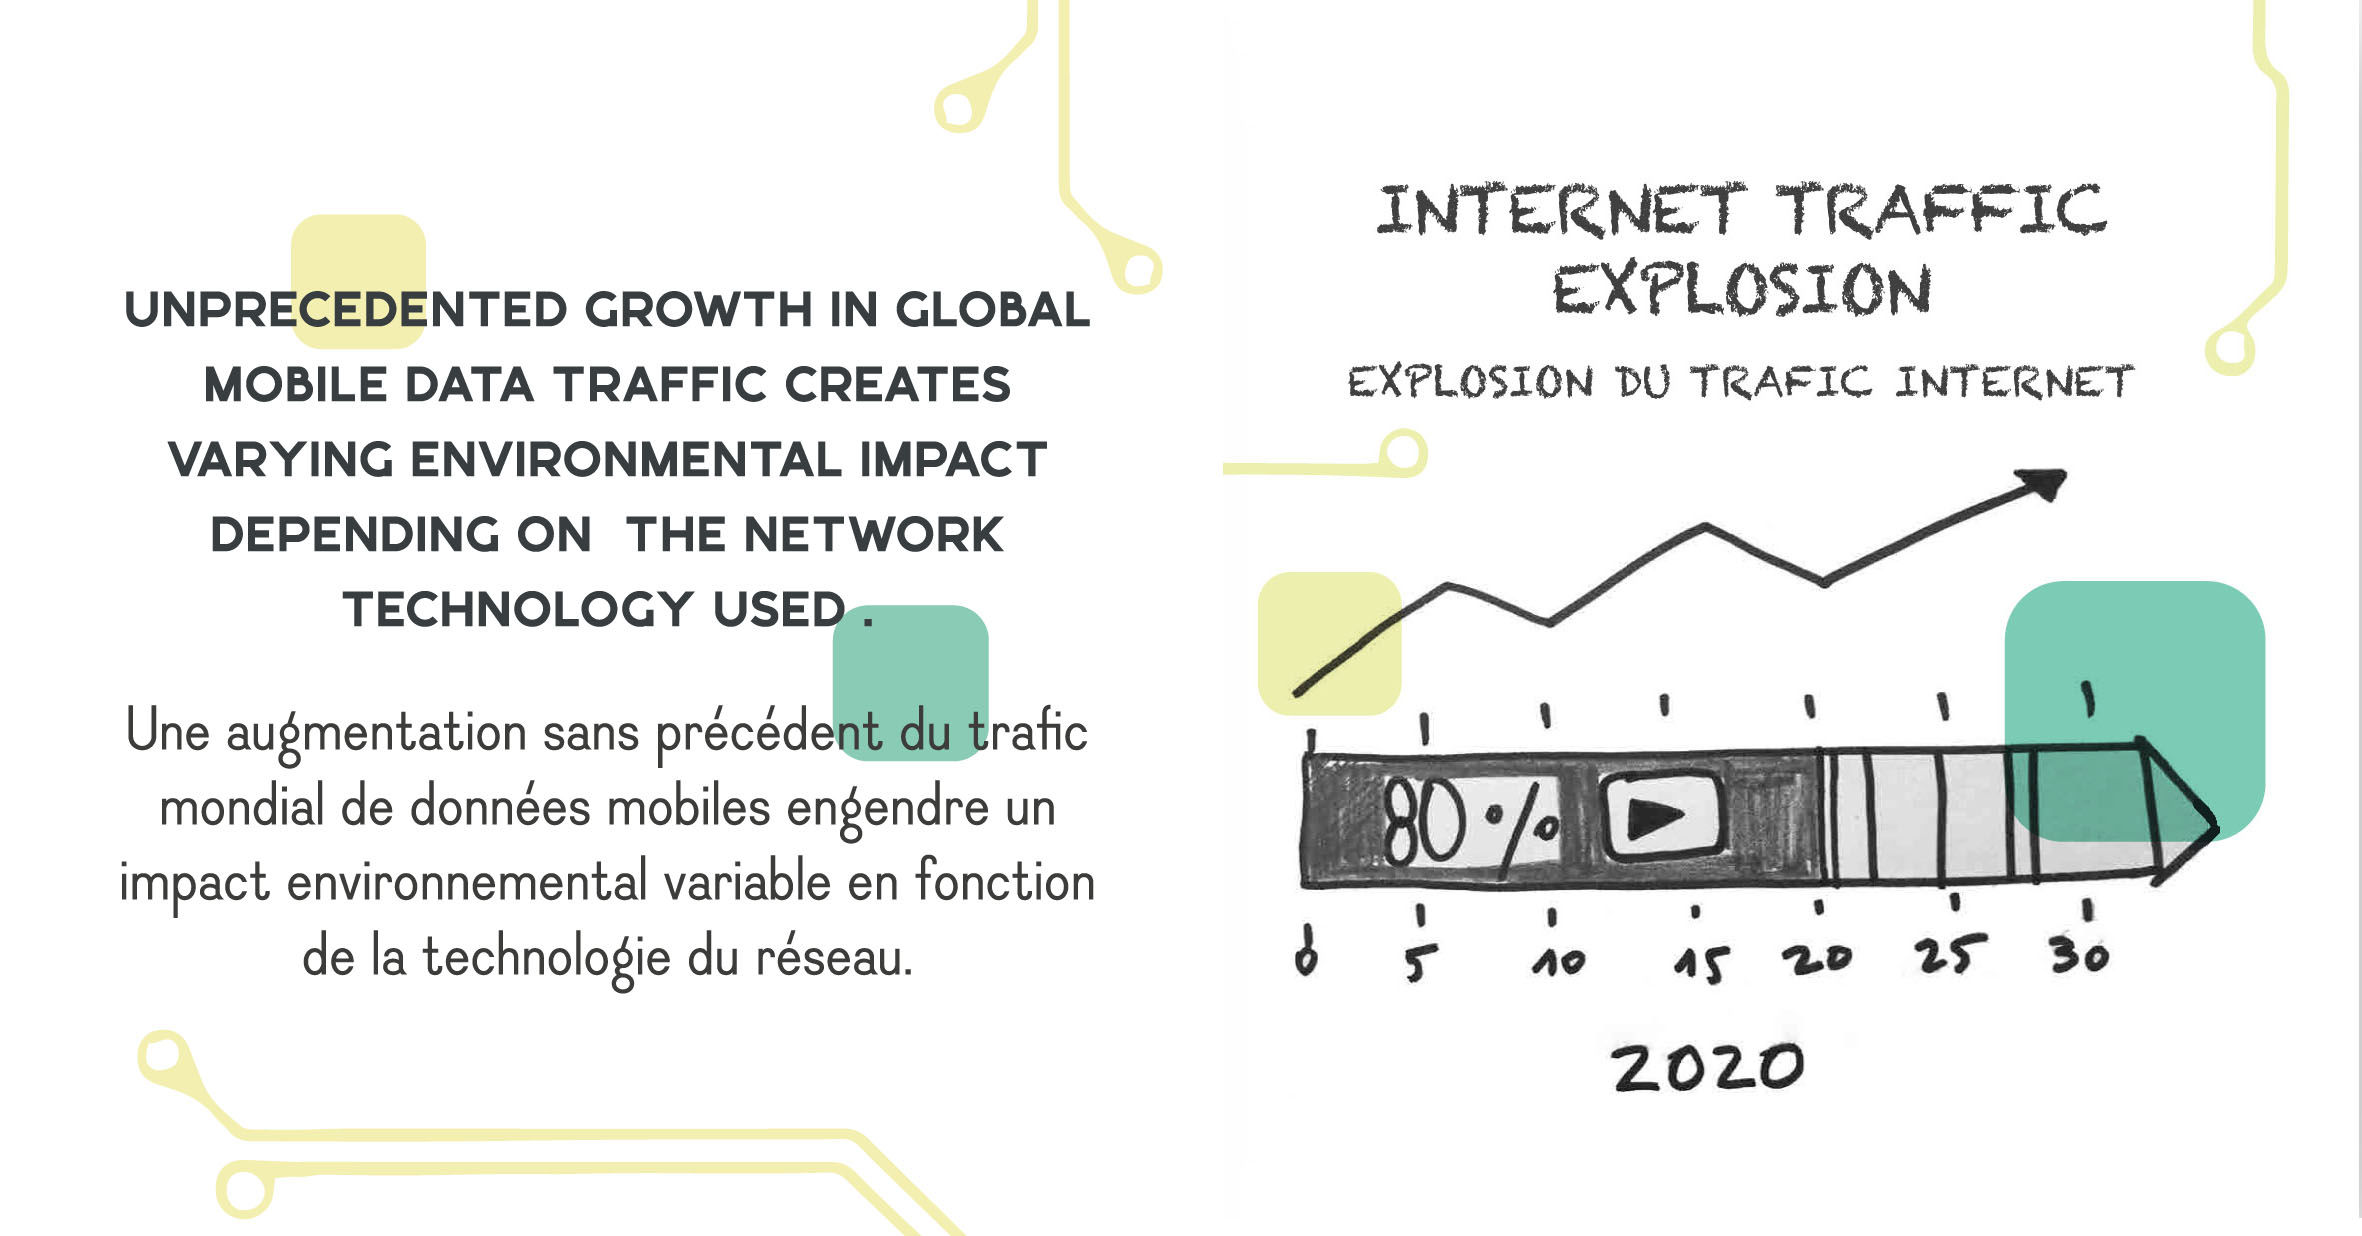 UNPRECEDENTED GROWTH IN GLOBAL
MOBILE DATA TRAFFIC CREATES
VARYING ENVIRONMENTAL IMPACT
DEPENDING ON  THE NETWORK
TECHNOLOGY USED .
Une augmentation sans précédent du trafic
mondial de données mobiles engendre un
impact environnemental variable en fonction
de la technologie du réseau.
INTERNET TRAFFIC
EXPLOSION
EXPLOSION DU TRAFIC INTERNET
80%
0 5 10 15 20 25 30
2020